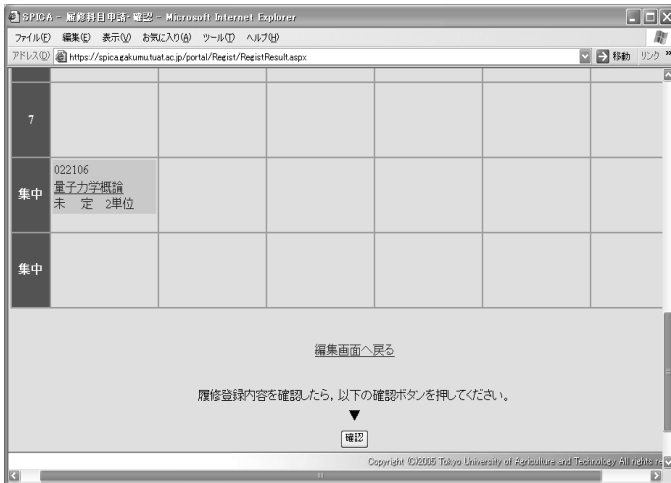 SPICA - 履修科目申請・確認 - Microsoft Internet Explorer
ファイル(F) 編集(E) 表示(V) お気に入り(A) ツール(T) ヘルプ(H)
アドレス(D) https://spica.gakumu.tuat.ac.jp/portal/Regist/RegistResult.aspx 移動 リンク »
7
022106
集中 量子力学概論
未 定 2単位
集中
編集画面へ戻る
履修登録内容を確認したら, 以下の確認ボタンを押してください。
▼
確認
Copyright (C)2005 Tokyo University of Agriculture and Technology All rights re